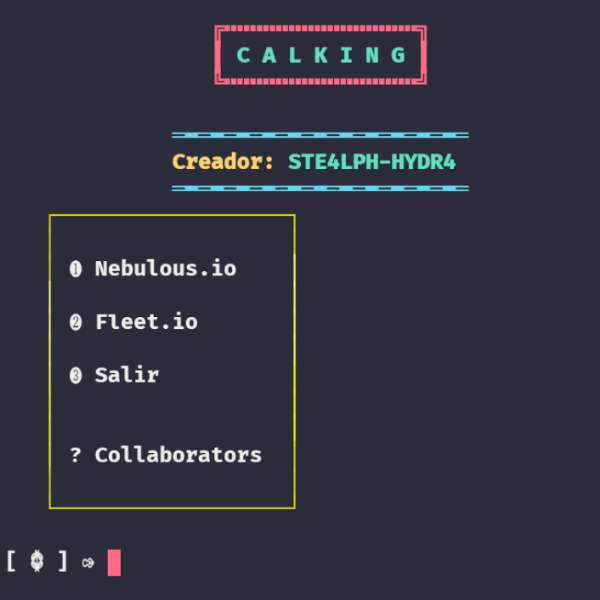 C A L K I N G
Creador: STE4LPH-HYDR4
❶ Nebulous.io
❷ Fleet.io
❸ Salir
? Collaborators